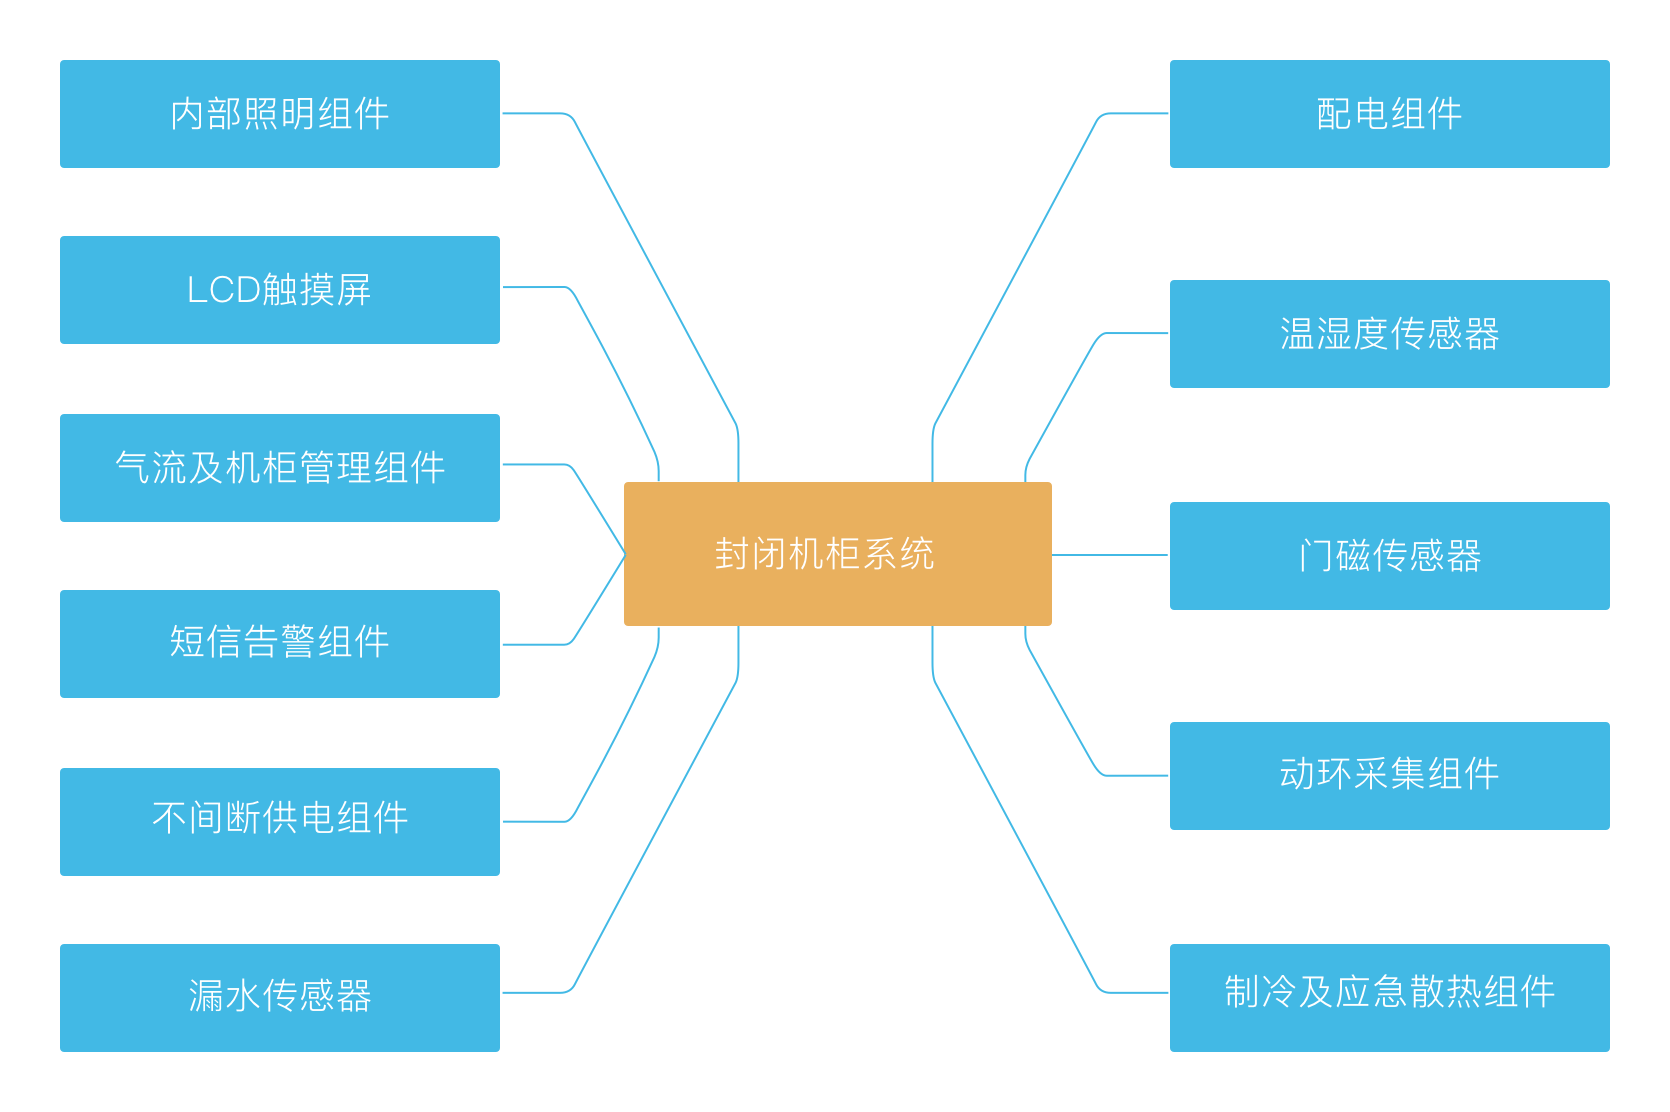 内部照明组件
LCD触摸屏
气流及机柜管理组件
短信告警组件
不间断供电组件
漏水传感器
封闭机柜系统
配电组件
温湿度传感器
门磁传感器
动环采集组件
制冷及应急散热组件